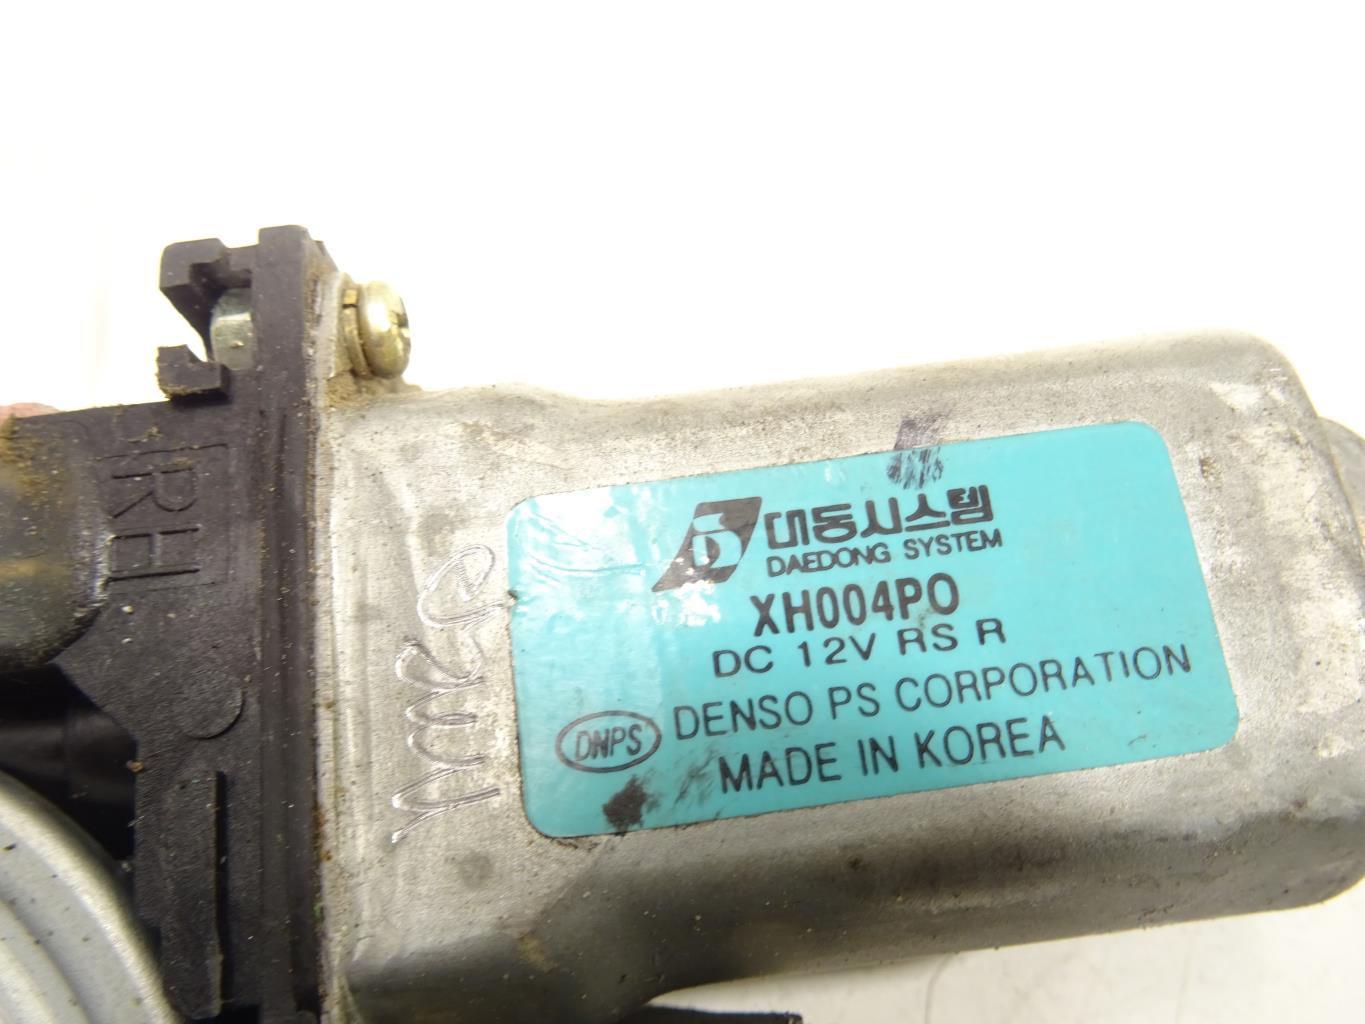 RH
대동시스템
DAEDONG SYSTEM
XH004PO
DC 12V RS R
DNPS DENSO PS CORPORATION
MADE IN KOREA